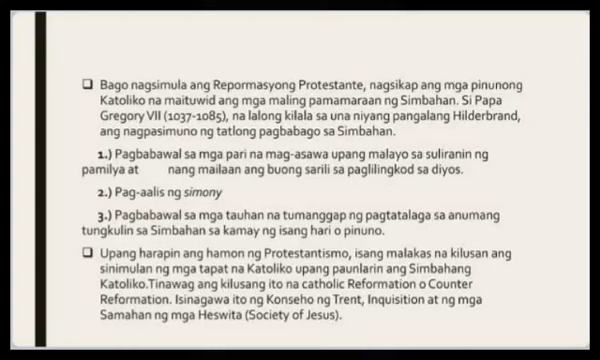 ❑ Bago nagsimula ang Repormasyong Protestante, nagsikap ang mga pinunong
Katoliko na maituwid ang mga maling pamamaraan ng Simbahan. Si Papa
Gregory VII (1037-1085), na lalong kilala sa una niyang pangalang Hilderbrand,
ang nagpasimuno ng tatlong pagbabago sa Simbahan.
1.) Pagbabawal sa mga pari na mag-asawa upang malayo sa suliranin ng
pamilya at nang mailaan ang buong sarili sa paglilingkod sa diyos.
2.) Pag-aalis ng simony
3.) Pagbabawal sa mga tauhan na tumanggap ng pagtatalaga sa anumang
tungkulin sa Simbahan sa kamay ng isang hari o pinuno.
❑ Upang harapin ang hamon ng Protestantismo, isang malakas na kilusan ang
sinimulan ng mga tapat na Katoliko upang paunlarin ang Simbahang
Katoliko.Tinawag ang kilusang ito na catholic Reformation o Counter
Reformation. Isinagawa ito ng Konseho ng Trent, Inquisition at ng mga
Samahan ng mga Heswita (Society of Jesus).